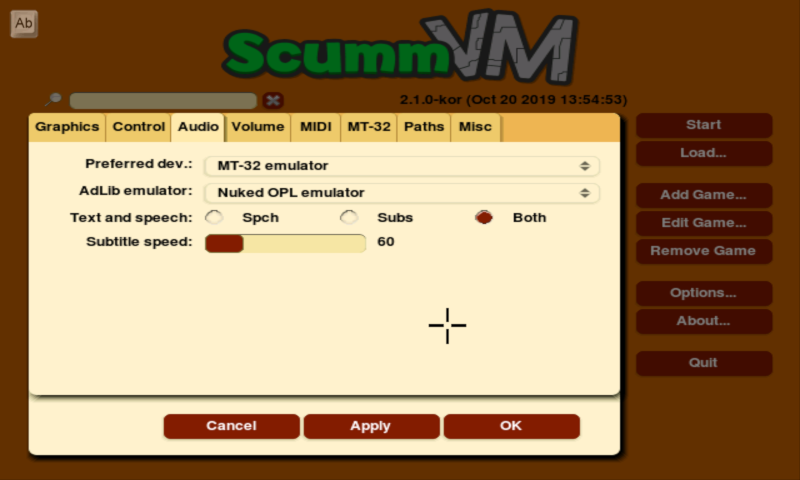 Ab
ScummVM
2.1.0-kor (Oct 20 2019 13:54:53)
Graphics Control Audio Volume MIDI MT-32 Paths Misc
Preferred dev.: MT-32 emulator
AdLib emulator: Nuked OPL emulator
Text and speech: Spch Subs Both
Subtitle speed: 60
Cancel Apply OK
Start
Load...
Add Game...
Edit Game...
Remove Game
Options...
About...
Quit